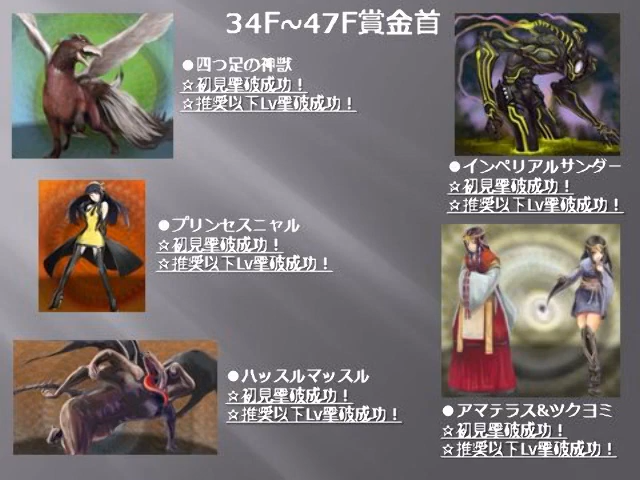 34F~47F賞金首
●四つ足の神獣
☆初見撃破成功！
☆推奨以下Lv撃破成功！
●インペリアルサンダー
☆初見撃破成功！
☆推奨以下Lv撃破成功！
●プリンセスニャル
☆初見撃破成功！
☆推奨以下Lv撃破成功！
●ハッスルマッスル
☆初見撃破成功！
☆推奨以下Lv撃破成功！
●アマテラス&ツクヨミ
☆初見撃破成功！
☆推奨以下Lv撃破成功！